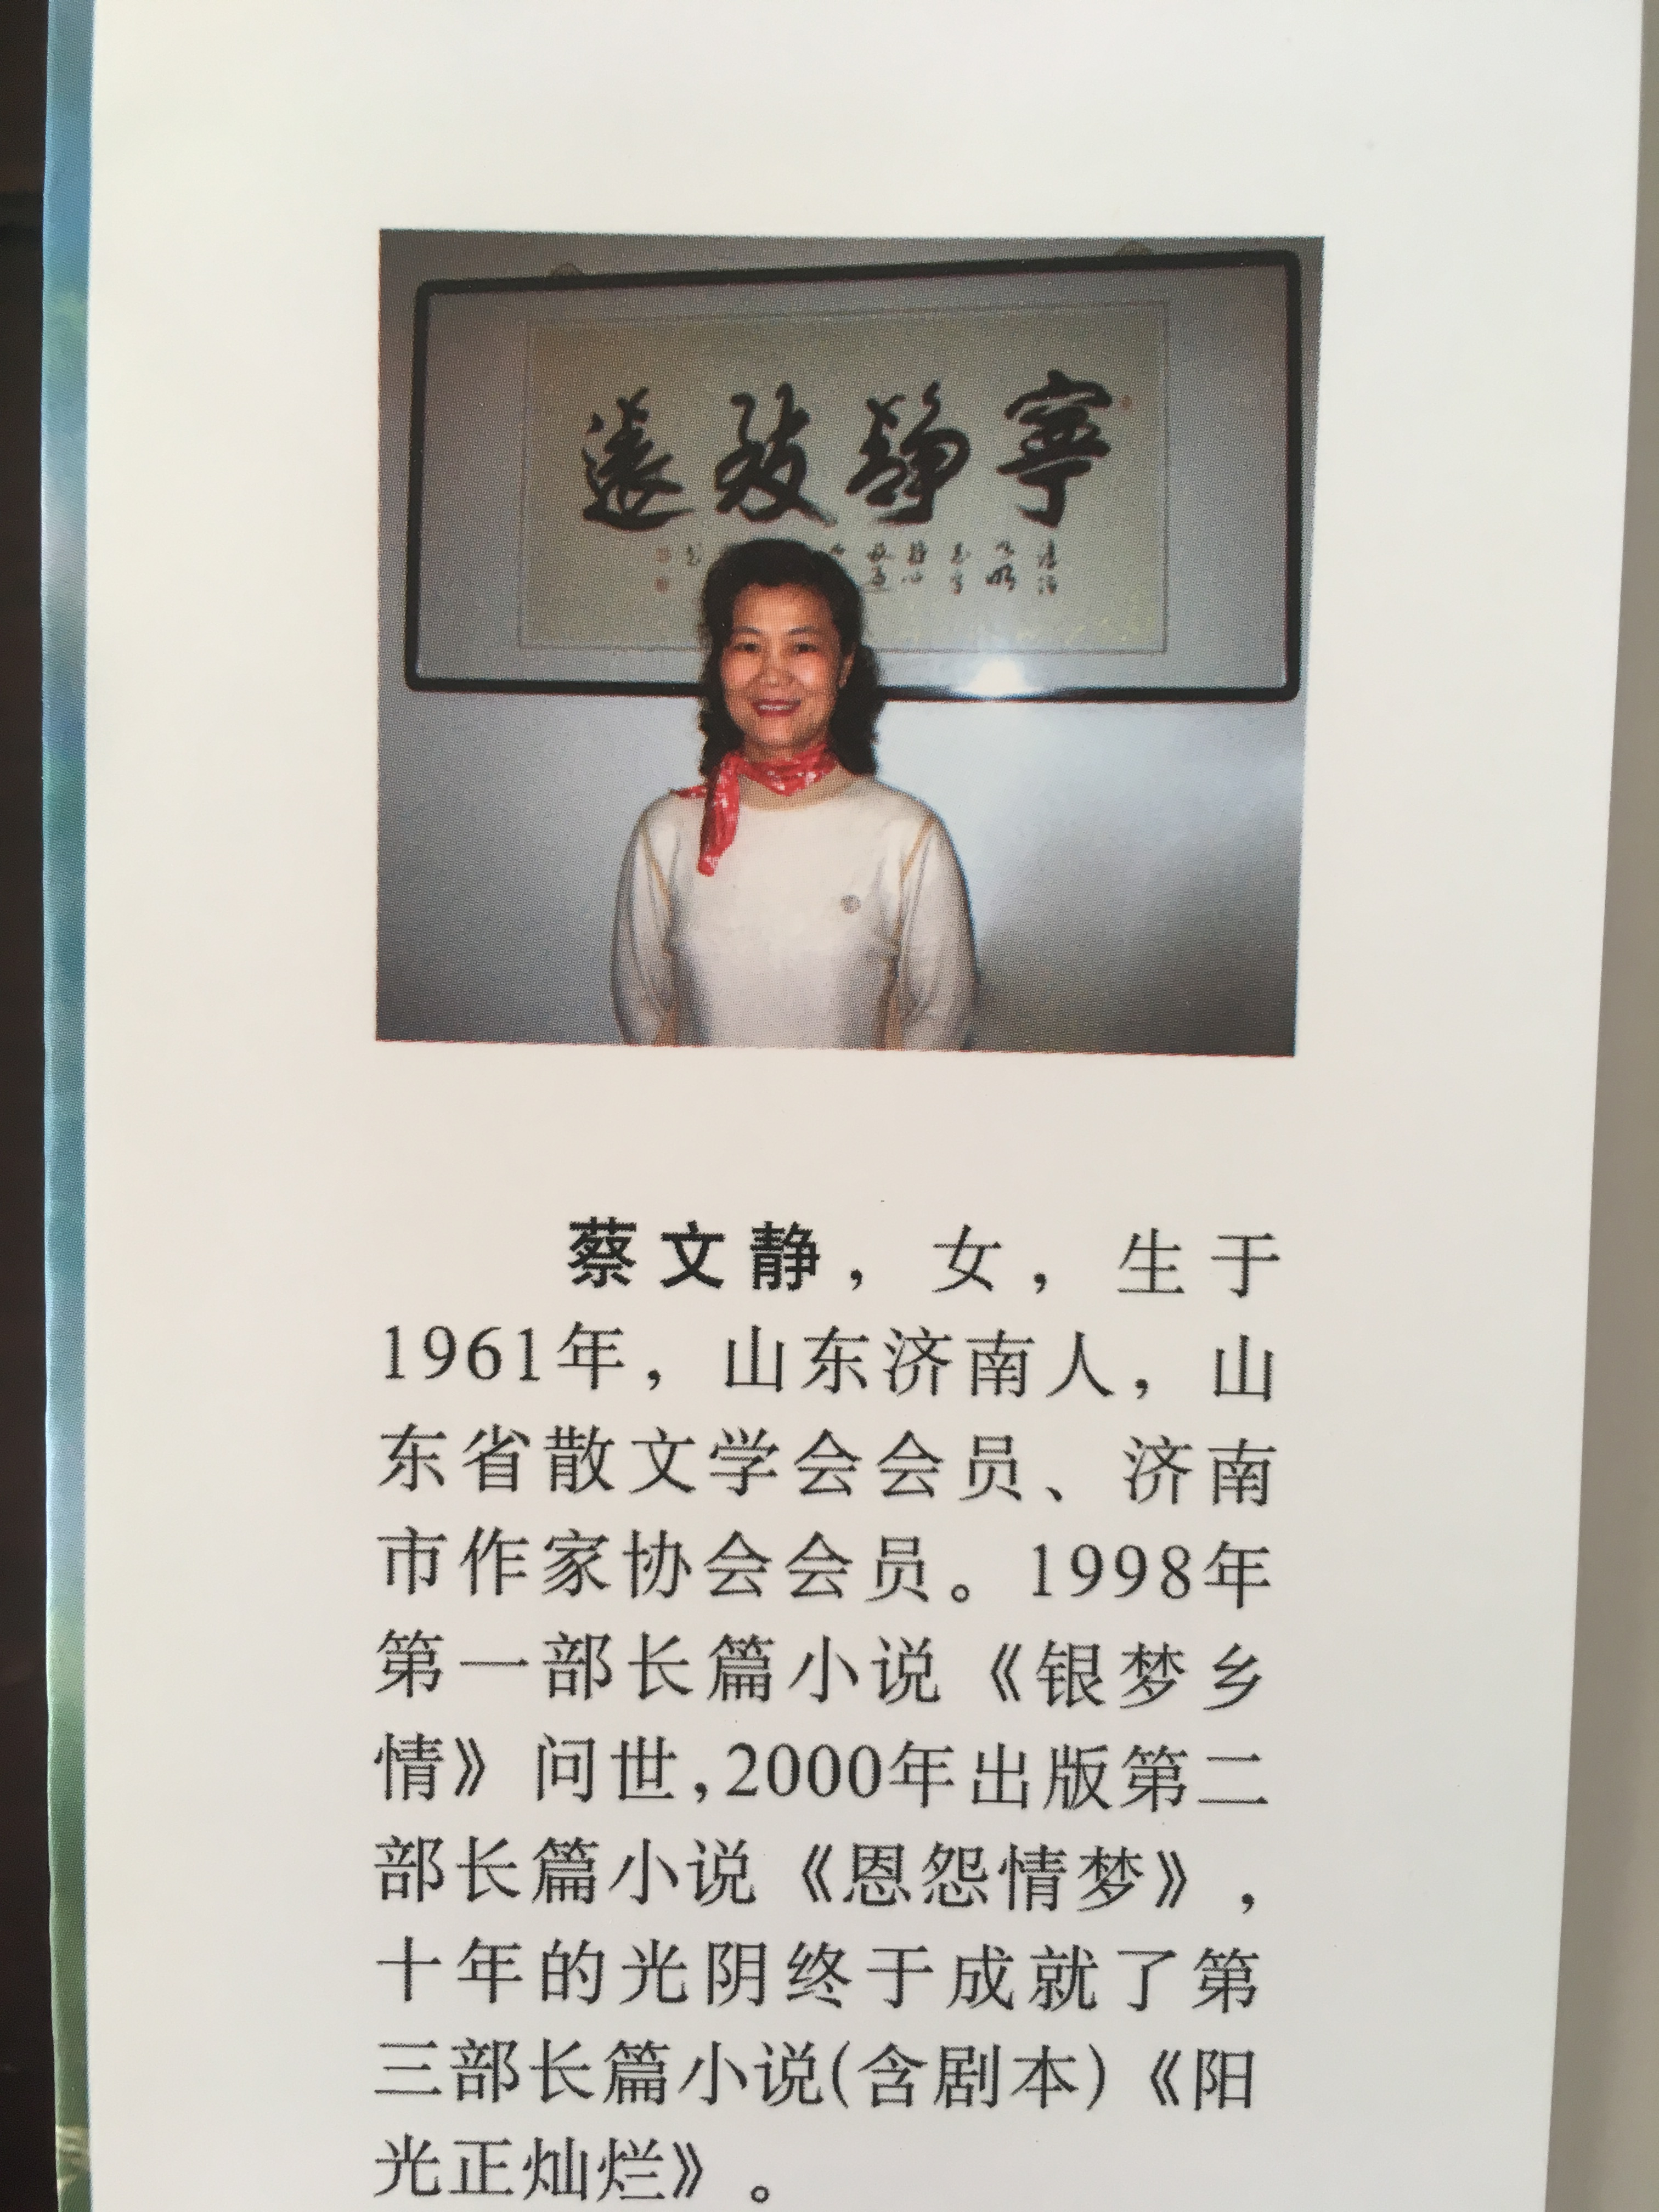 寧靜致遠
蔡文静，女，生于
1961年，山东济南人，山
东省散文学会会员、济南
市作家协会会员。1998年
第一部长篇小说《银梦乡
情》问世,2000年出版第二
部长篇小说《恩怨情梦》，
十年的光阴终于成就了第
三部长篇小说(含剧本)《阳
光正灿烂》。